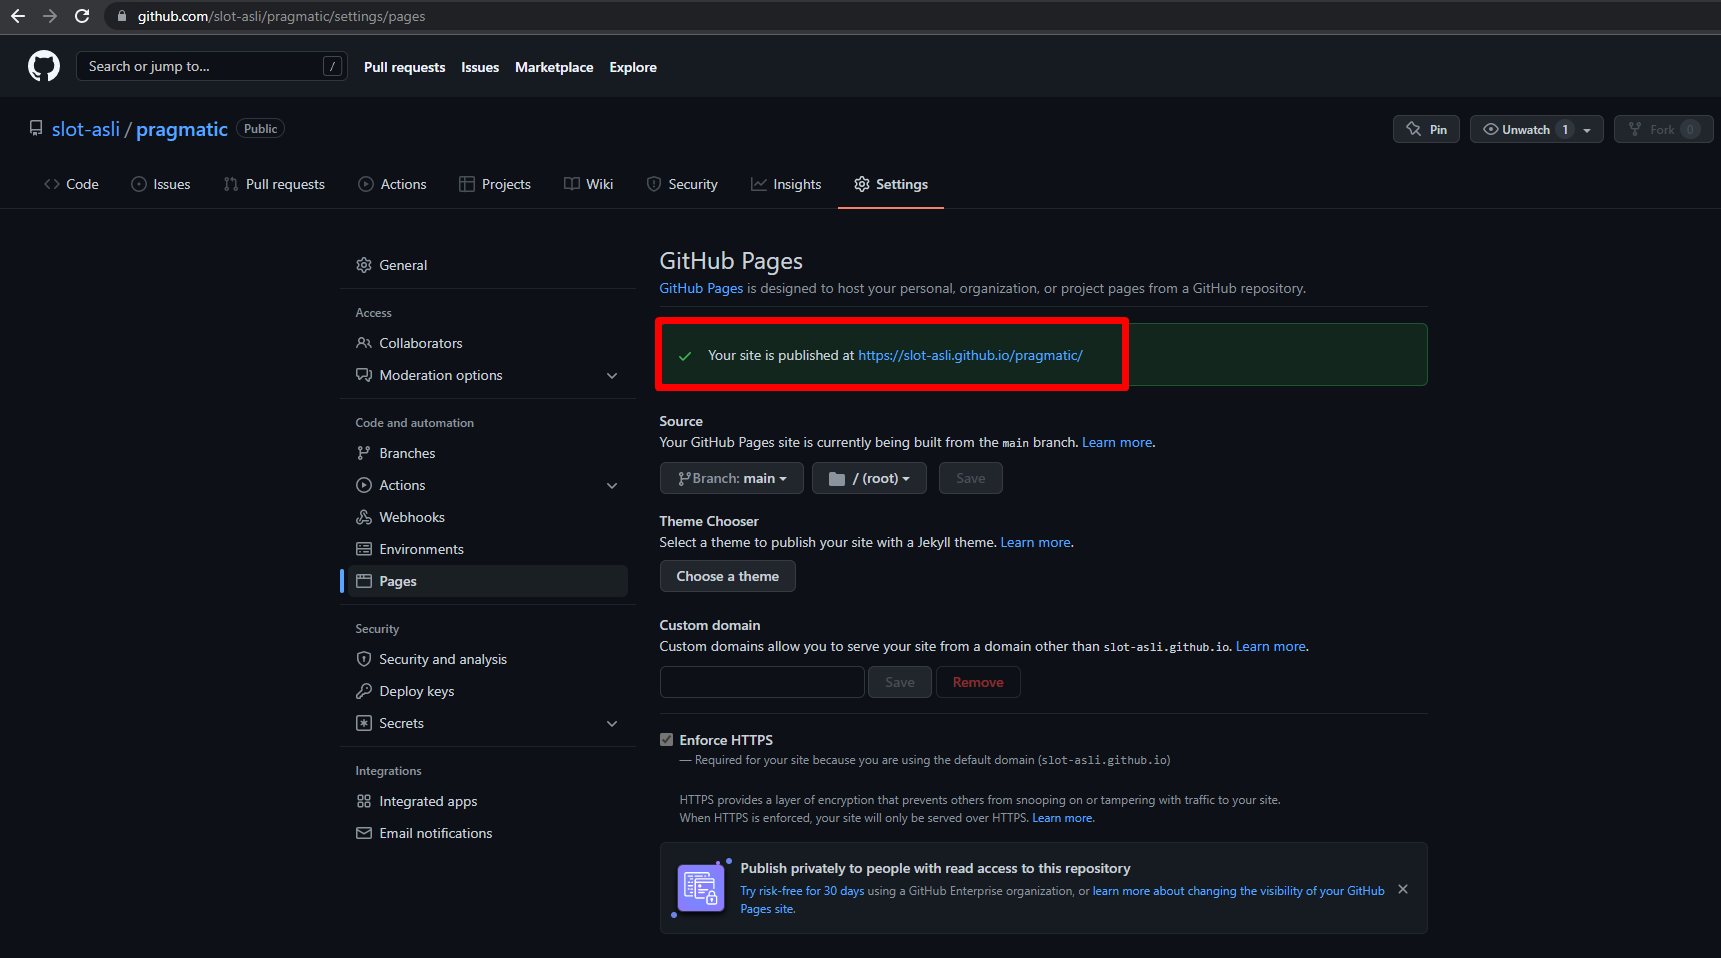 github.com/slot-asli/pragmatic/settings/pages
Search or jump to... /
Pull requests Issues Marketplace Explore
slot-asli / pragmatic Public
Pin Unwatch 1 Fork 0
Code Issues Pull requests Actions Projects Wiki Security Insights Settings
General
Access
Collaborators
Moderation options
Code and automation
Branches
Actions
Webhooks
Environments
Pages
Security
Security and analysis
Deploy keys
Secrets
Integrations
Integrated apps
Email notifications
GitHub Pages
GitHub Pages is designed to host your personal, organization, or project pages from a GitHub repository.
Your site is published at https://slot-asli.github.io/pragmatic/
Source
Your GitHub Pages site is currently being built from the main branch. Learn more.
Branch: main / (root) Save
Theme Chooser
Select a theme to publish your site with a Jekyll theme. Learn more.
Choose a theme
Custom domain
Custom domains allow you to serve your site from a domain other than slot-asli.github.io. Learn more.
Save Remove
Enforce HTTPS
— Required for your site because you are using the default domain (slot-asli.github.io)
HTTPS provides a layer of encryption that prevents others from snooping on or tampering with traffic to your site.
When HTTPS is enforced, your site will only be served over HTTPS. Learn more.
Publish privately to people with read access to this repository
Try risk-free for 30 days using a GitHub Enterprise organization, or learn more about changing the visibility of your GitHub
Pages site.